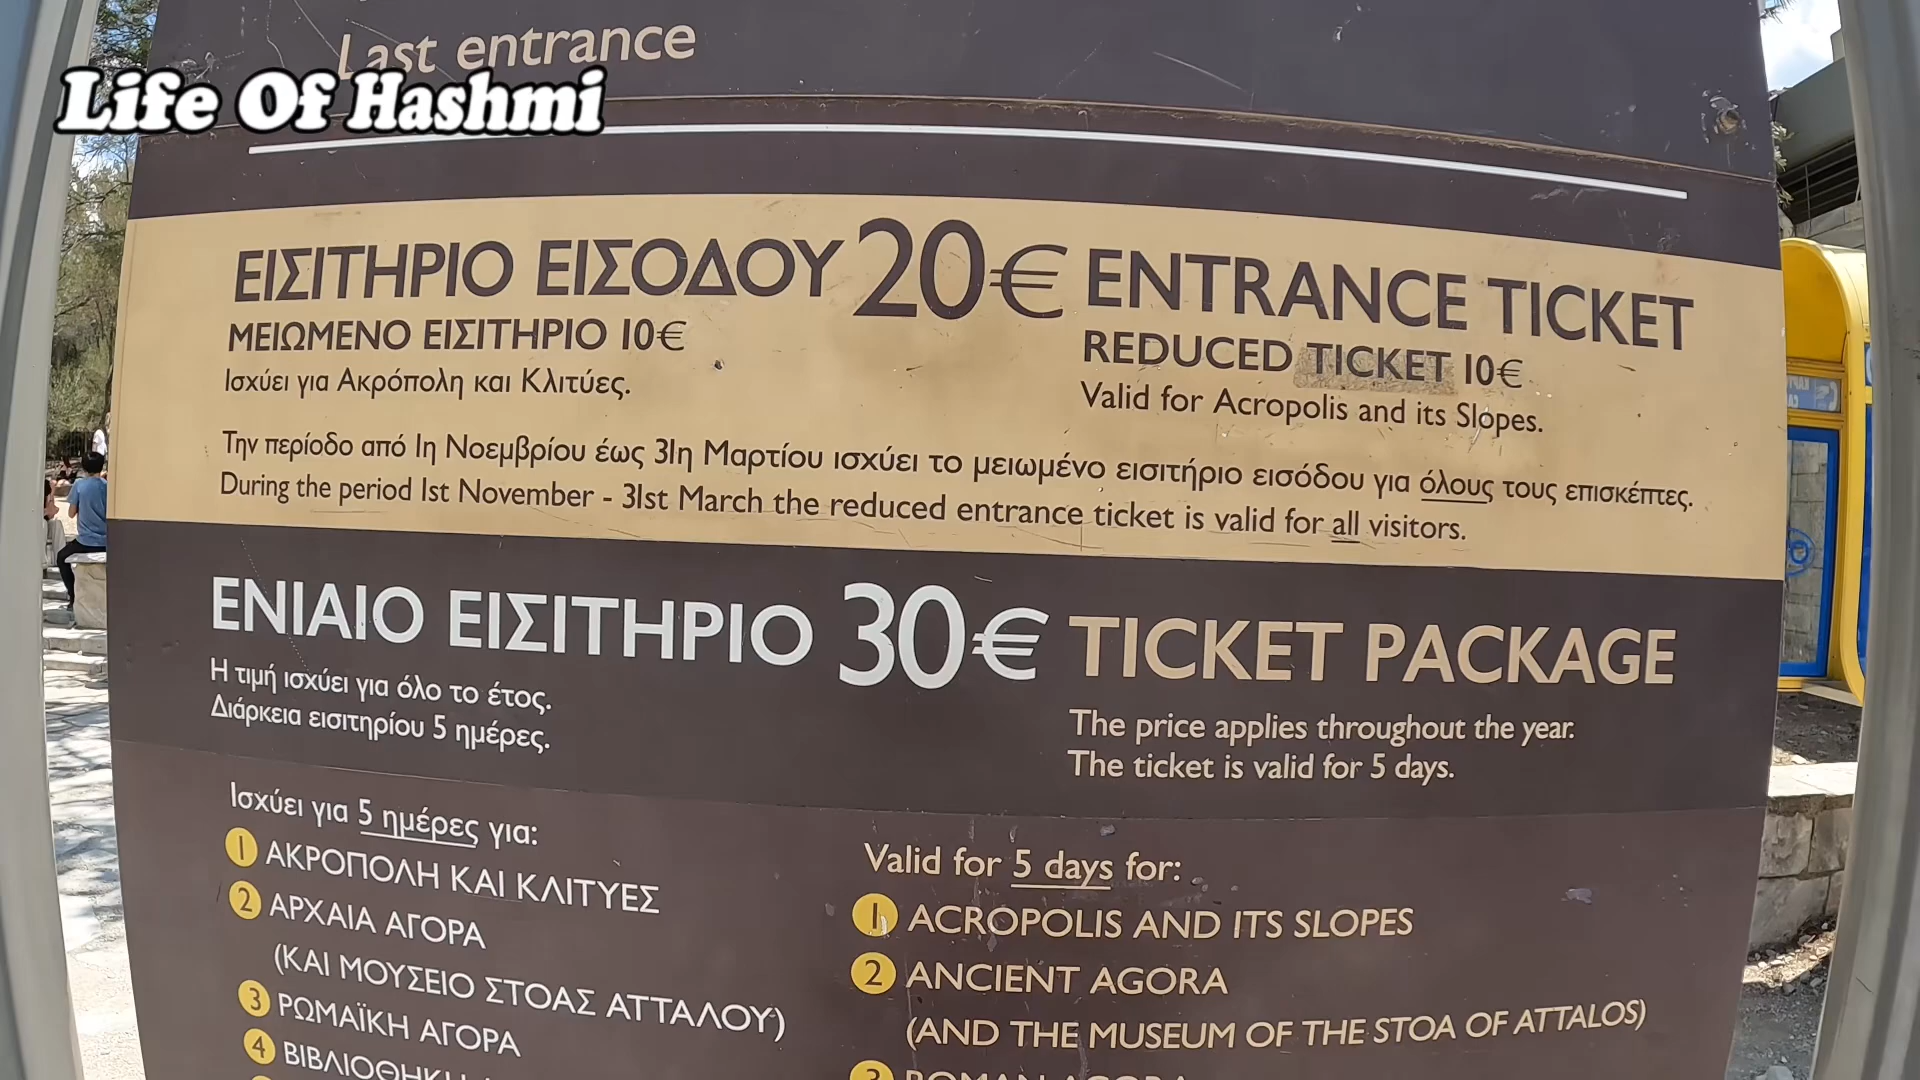 Last entrance
Life Of Hashmi
ΕΙΣΙΤΗΡΙΟ ΕΙΣΟΔΟΥ 20€ ENTRANCE TICKET
ΜΕΙΩΜΕΝΟ ΕΙΣΙΤΗΡΙΟ 10€
REDUCED TICKET 10€
Ισχύει για Ακρόπολη και Κλιτύες.
Valid for Acropolis and its Slopes.
Την περίοδο από 1η Νοεμβρίου έως 31η Μαρτίου ισχύει το μειωμένο εισιτήριο εισόδου για όλους τους επισκέπτες.
During the period 1st November - 31st March the reduced entrance ticket is valid for all visitors.
ΕΝΙΑΙΟ ΕΙΣΙΤΗΡΙΟ 30€ TICKET PACKAGE
Η τιμή ισχύει για όλο το έτος.
Διάρκεια εισιτηρίου 5 ημέρες.
The price applies throughout the year.
The ticket is valid for 5 days.
Ισχύει για 5 ημέρες για:
1 ΑΚΡΟΠΟΛΗ ΚΑΙ ΚΛΙΤΥΕΣ
2 ΑΡΧΑΙΑ ΑΓΟΡΑ
(ΚΑΙ ΜΟΥΣΕΙΟ ΣΤΟΑΣ ΑΤΤΑΛΟΥ)
3 ΡΩΜΑΪΚΗ ΑΓΟΡΑ
4 ΒΙΒΛΙΟΘΗΚΗ
Valid for 5 days for:
1 ACROPOLIS AND ITS SLOPES
2 ANCIENT AGORA
(AND THE MUSEUM OF THE STOA OF ATTALOS)
3 ROMAN AGORA